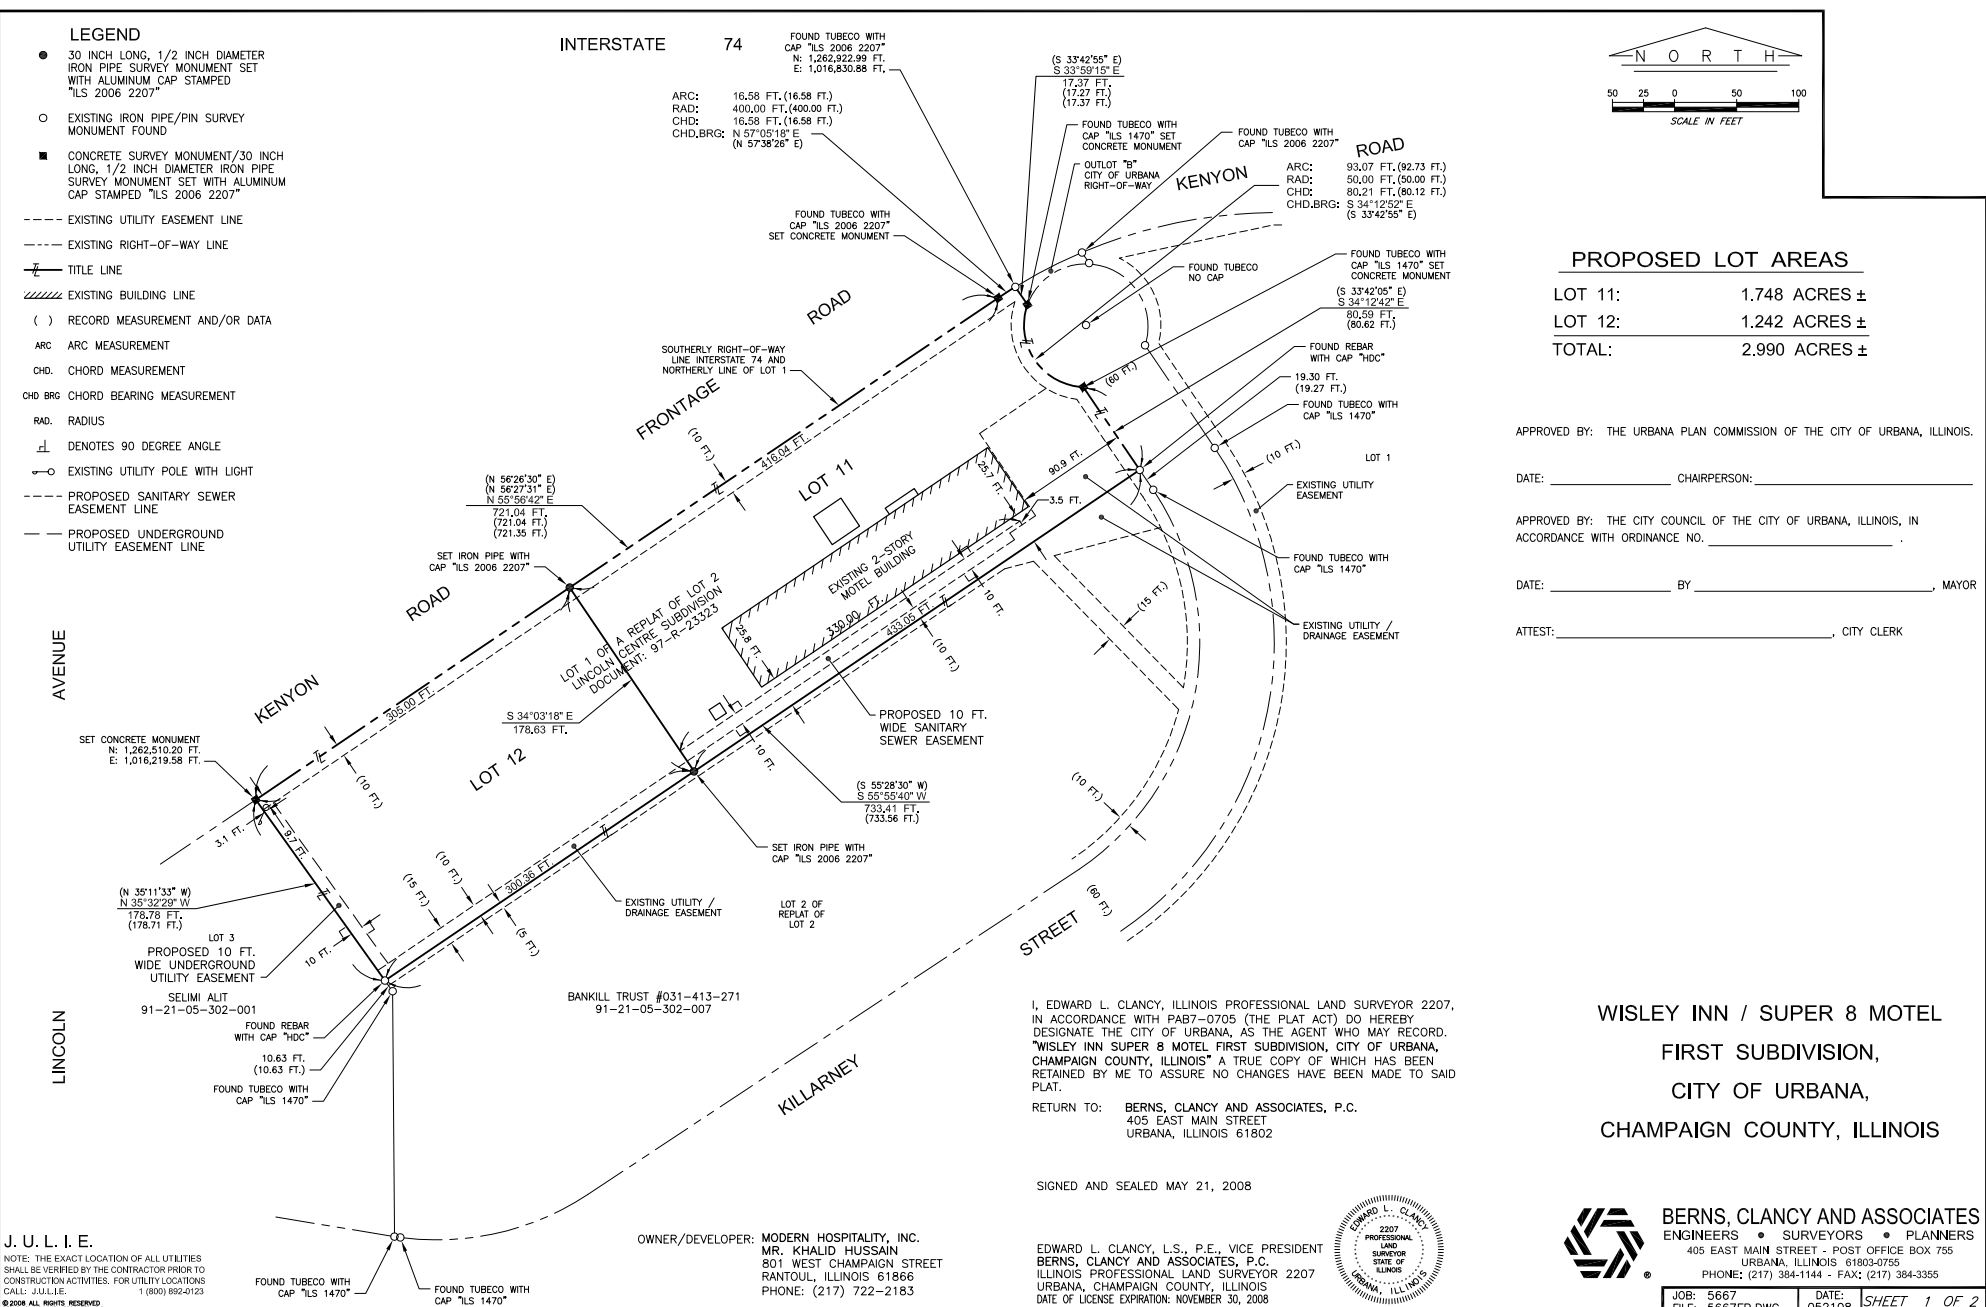 LEGEND
30 INCH LONG, 1/2 INCH DIAMETER
IRON PIPE SURVEY MONUMENT SET
WITH ALUMINUM CAP STAMPED
"ILS 2006 2207"
EXISTING IRON PIPE/PIN SURVEY
MONUMENT FOUND
CONCRETE SURVEY MONUMENT/30 INCH
LONG, 1/2 INCH DIAMETER IRON PIPE
SURVEY MONUMENT SET WITH ALUMINUM
CAP STAMPED "ILS 2006 2207"
EXISTING UTILITY EASEMENT LINE
EXISTING RIGHT-OF-WAY LINE
TITLE LINE
EXISTING BUILDING LINE
( ) RECORD MEASUREMENT AND/OR DATA
ARC ARC MEASUREMENT
CHD. CHORD MEASUREMENT
CHD BRG CHORD BEARING MEASUREMENT
RAD. RADIUS
DENOTES 90 DEGREE ANGLE
EXISTING UTILITY POLE WITH LIGHT
PROPOSED SANITARY SEWER
EASEMENT LINE
PROPOSED UNDERGROUND
UTILITY EASEMENT LINE
INTERSTATE 74
FOUND TUBECO WITH
CAP "ILS 2006 2207"
N: 1,262,922.99 FT.
E: 1,016,830.88 FT.
ARC: 16.58 FT. (16.58 FT.)
RAD: 400.00 FT. (400.00 FT.)
CHD: 16.58 FT. (16.58 FT.)
CHD.BRG: N 57°05'18" E
(N 57°38'26" E)
(S 33°42'55" E)
S 33°59'15" E
17.37 FT.
(17.27 FT.)
(17.37 FT.)
FOUND TUBECO WITH
CAP "ILS 1470" SET
CONCRETE MONUMENT
OUTLOT "B"
CITY OF URBANA
RIGHT-OF-WAY
FOUND TUBECO WITH
CAP "ILS 2006 2207"
KENYON ROAD
ARC: 93.07 FT. (92.73 FT.)
RAD: 50.00 FT. (50.00 FT.)
CHD: 80.21 FT. (80.12 FT.)
CHD.BRG: S 34°12'52" E
(S 33°42'55" E)
FOUND TUBECO WITH
CAP "ILS 2006 2207"
SET CONCRETE MONUMENT
FOUND TUBECO
NO CAP
FOUND TUBECO WITH
CAP "ILS 1470" SET
CONCRETE MONUMENT
(S 33°42'05" E)
S 34°12'42" E
80.59 FT.
(80.62 FT.)
FOUND REBAR
WITH CAP "HDC"
19.30 FT.
(19.27 FT.)
FOUND TUBECO WITH
CAP "ILS 1470"
(60 FT.)
(10 FT.)
LOT 1
EXISTING UTILITY
EASEMENT
FOUND TUBECO WITH
CAP "ILS 1470"
EXISTING UTILITY /
DRAINAGE EASEMENT
SOUTHERLY RIGHT-OF-WAY
LINE INTERSTATE 74 AND
NORTHERLY LINE OF LOT 1
ROAD
FRONTAGE
(10 FT.)
416.04 FT.
LOT 11
25.7 FT.
90.9 FT.
3.5 FT.
EXISTING 2-STORY
MOTEL BUILDING
330.00 FT.
433.05 FT.
10 FT.
(10 FT.)
(15 FT.)
25.8 FT.
(N 56°26'30" E)
(N 56°27'31" E)
N 55°56'42" E
721.04 FT.
(721.04 FT.)
(721.35 FT.)
SET IRON PIPE WITH
CAP "ILS 2006 2207"
ROAD
KENYON
LOT 1 OF A REPLAT OF LOT 2
LINCOLN CENTRE SUBDIVISION
DOCUMENT: 97-R-23323
305.00 FT.
S 34°03'18" E
178.63 FT.
LOT 12
PROPOSED 10 FT.
WIDE SANITARY
SEWER EASEMENT
10 FT.
(S 55°28'30" W)
S 55°55'40" W
733.41 FT.
(733.56 FT.)
SET IRON PIPE WITH
CAP "ILS 2006 2207"
AVENUE
LINCOLN
SET CONCRETE MONUMENT
N: 1,262,510.20 FT.
E: 1,016,219.58 FT.
(10 FT.)
3.1 FT.
9.7 FT.
(N 35°11'33" W)
N 35°32'29" W
178.78 FT.
(178.71 FT.)
LOT 3
PROPOSED 10 FT.
WIDE UNDERGROUND
UTILITY EASEMENT
10 FT.
SELIMI ALIT
91-21-05-302-001
FOUND REBAR
WITH CAP "HDC"
10.63 FT.
(10.63 FT.)
FOUND TUBECO WITH
CAP "ILS 1470"
(15 FT.)
(10 FT.)
300.36 FT.
(5 FT.)
EXISTING UTILITY /
DRAINAGE EASEMENT
LOT 2 OF
REPLAT OF
LOT 2
BANKILL TRUST #031-413-271
91-21-05-302-007
(10 FT.)
(60 FT.)
STREET
KILLARNEY
FOUND TUBECO WITH
CAP "ILS 1470"
FOUND TUBECO WITH
CAP "ILS 1470"
J. U. L. I. E.
NOTE: THE EXACT LOCATION OF ALL UTILITIES
SHALL BE VERIFIED BY THE CONTRACTOR PRIOR TO
CONSTRUCTION ACTIVITIES. FOR UTILITY LOCATIONS
CALL: J.U.L.I.E. 1 (800) 892-0123
©2008 ALL RIGHTS RESERVED
OWNER/DEVELOPER: MODERN HOSPITALITY, INC.
MR. KHALID HUSSAIN
801 WEST CHAMPAIGN STREET
RANTOUL, ILLINOIS 61866
PHONE: (217) 722-2183
I, EDWARD L. CLANCY, ILLINOIS PROFESSIONAL LAND SURVEYOR 2207,
IN ACCORDANCE WITH PA87-0705 (THE PLAT ACT) DO HEREBY
DESIGNATE THE CITY OF URBANA, AS THE AGENT WHO MAY RECORD.
"WISLEY INN SUPER 8 MOTEL FIRST SUBDIVISION, CITY OF URBANA,
CHAMPAIGN COUNTY, ILLINOIS" A TRUE COPY OF WHICH HAS BEEN
RETAINED BY ME TO ASSURE NO CHANGES HAVE BEEN MADE TO SAID
PLAT.
RETURN TO: BERNS, CLANCY AND ASSOCIATES, P.C.
405 EAST MAIN STREET
URBANA, ILLINOIS 61802
SIGNED AND SEALED MAY 21, 2008
EDWARD L. CLANCY, L.S., P.E., VICE PRESIDENT
BERNS, CLANCY AND ASSOCIATES, P.C.
ILLINOIS PROFESSIONAL LAND SURVEYOR 2207
URBANA, CHAMPAIGN COUNTY, ILLINOIS
DATE OF LICENSE EXPIRATION: NOVEMBER 30, 2008
EDWARD L. CLANCY
2207
PROFESSIONAL
LAND
SURVEYOR
STATE OF
ILLINOIS
URBANA, ILLINOIS
NORTH
50 25 0 50 100
SCALE IN FEET
PROPOSED LOT AREAS
LOT 11: 1.748 ACRES ±
LOT 12: 1.242 ACRES ±
TOTAL: 2.990 ACRES ±
APPROVED BY: THE URBANA PLAN COMMISSION OF THE CITY OF URBANA, ILLINOIS.
DATE: CHAIRPERSON:
APPROVED BY: THE CITY COUNCIL OF THE CITY OF URBANA, ILLINOIS, IN
ACCORDANCE WITH ORDINANCE NO. .
DATE: BY , MAYOR
ATTEST: , CITY CLERK
WISLEY INN / SUPER 8 MOTEL
FIRST SUBDIVISION,
CITY OF URBANA,
CHAMPAIGN COUNTY, ILLINOIS
BERNS, CLANCY AND ASSOCIATES
ENGINEERS • SURVEYORS • PLANNERS
405 EAST MAIN STREET - POST OFFICE BOX 755
URBANA, ILLINOIS 61803-0755
PHONE: (217) 384-1144 - FAX: (217) 384-3355
®
JOB: 5667 DATE:
FILE: 5667FP.DWG 052108
SHEET 1 OF 2